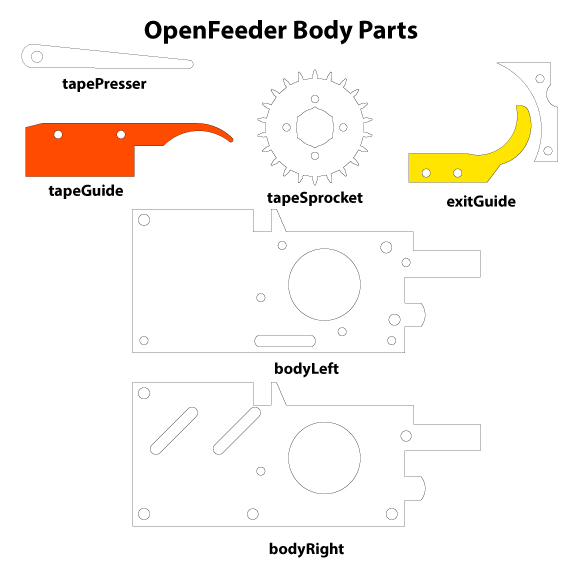 OpenFeeder Body Parts
tapePresser
tapeGuide
tapeSprocket
exitGuide
bodyLeft
bodyRight